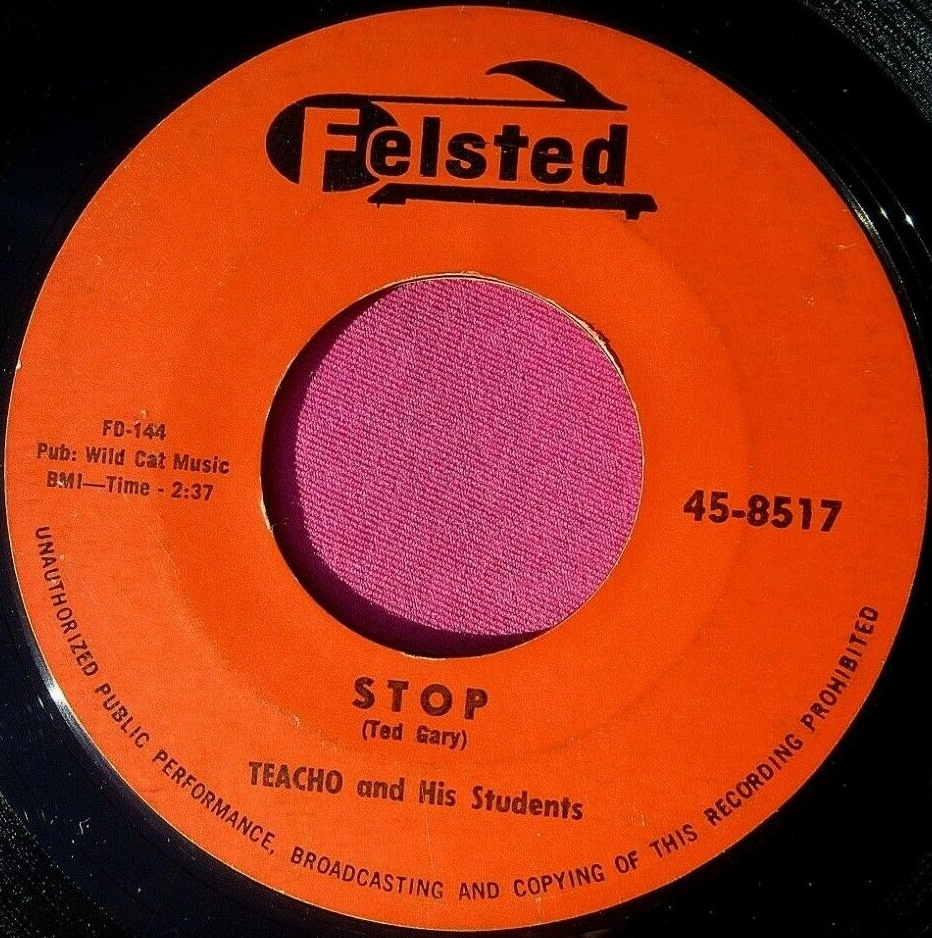 Felsted
FD-144
Pub: Wild Cat Music
BMI—Time - 2:37
45-8517
STOP
(Ted Gary)
TEACHO and His Students
UNAUTHORIZED PUBLIC PERFORMANCE, BROADCASTING AND COPYING OF THIS RECORDING PROHIBITED